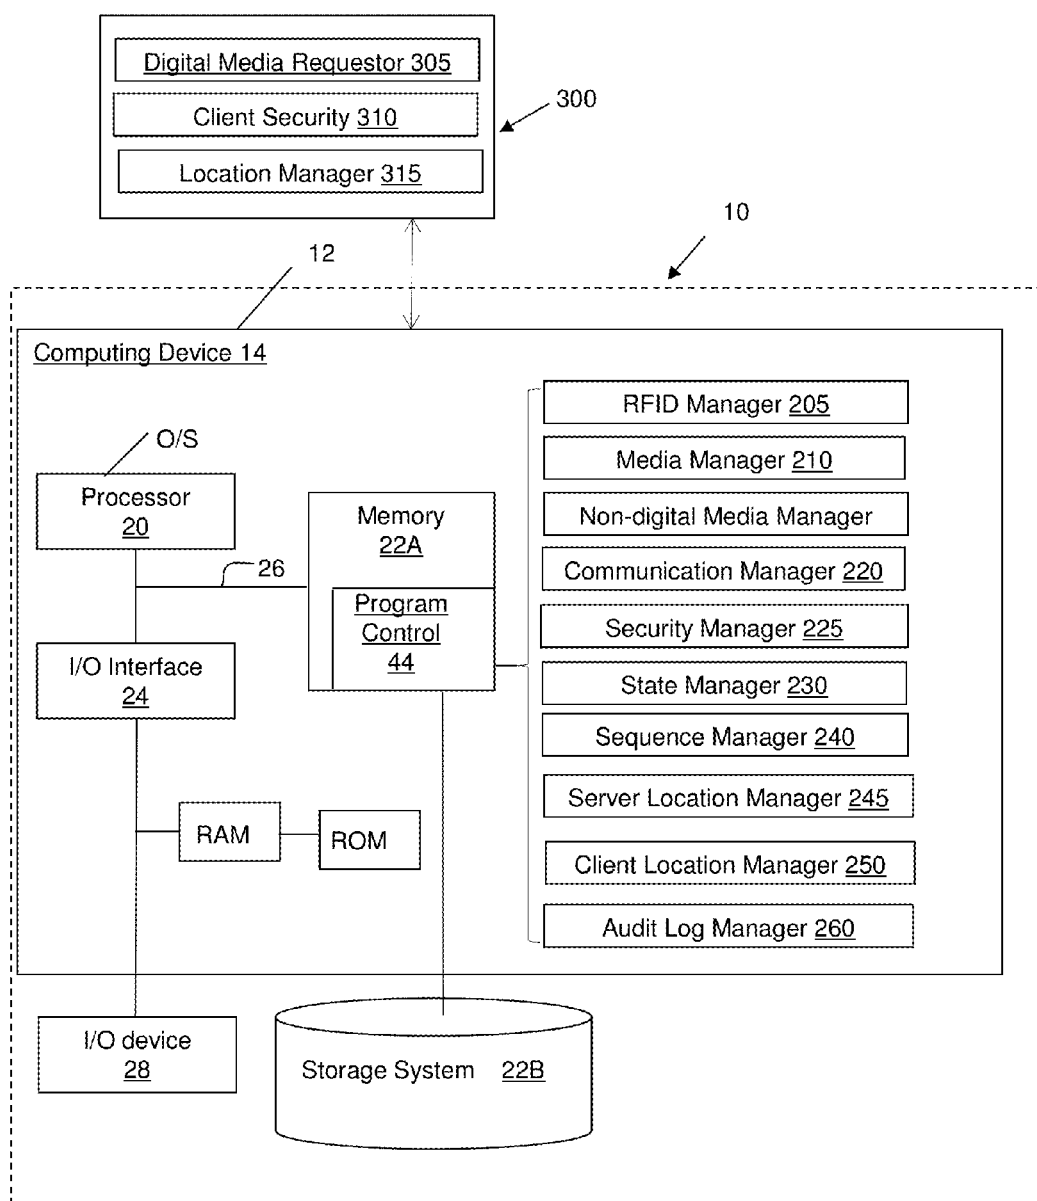 Digital Media Requestor 305
Client Security 310
Location Manager 315
300
10
12
Computing Device 14
O/S
Processor
20
Memory
22A
26
Program
Control
44
I/O Interface
24
RAM
ROM
RFID Manager 205
Media Manager 210
Non-digital Media Manager
Communication Manager 220
Security Manager 225
State Manager 230
Sequence Manager 240
Server Location Manager 245
Client Location Manager 250
Audit Log Manager 260
I/O device
28
Storage System 22B